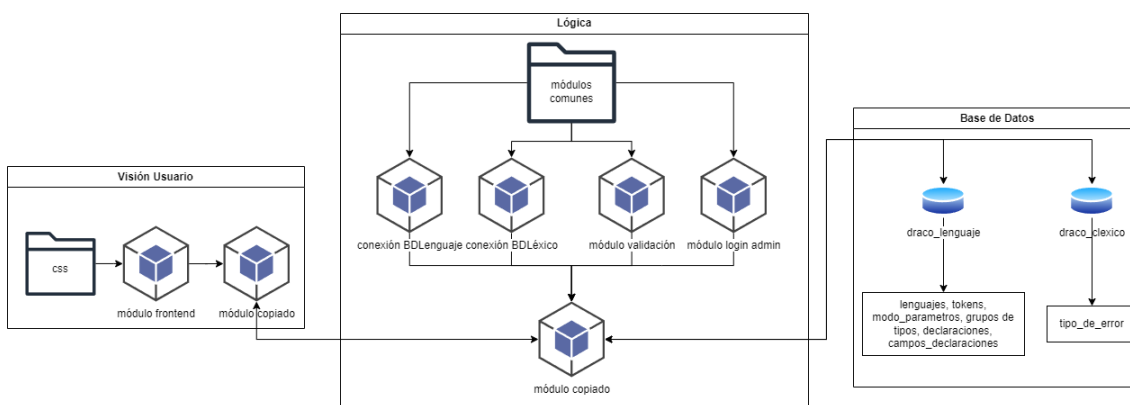 Lógica
módulos
comunes
conexión BDLenguaje
conexión BDLéxico
módulo validación
módulo login admin
módulo copiado
Visión Usuario
css
módulo frontend
módulo copiado
Base de Datos
draco_lenguaje
draco_clexico
lenguajes, tokens,
modo_parametros, grupos de
tipos, declaraciones,
campos_declaraciones
tipo_de_error